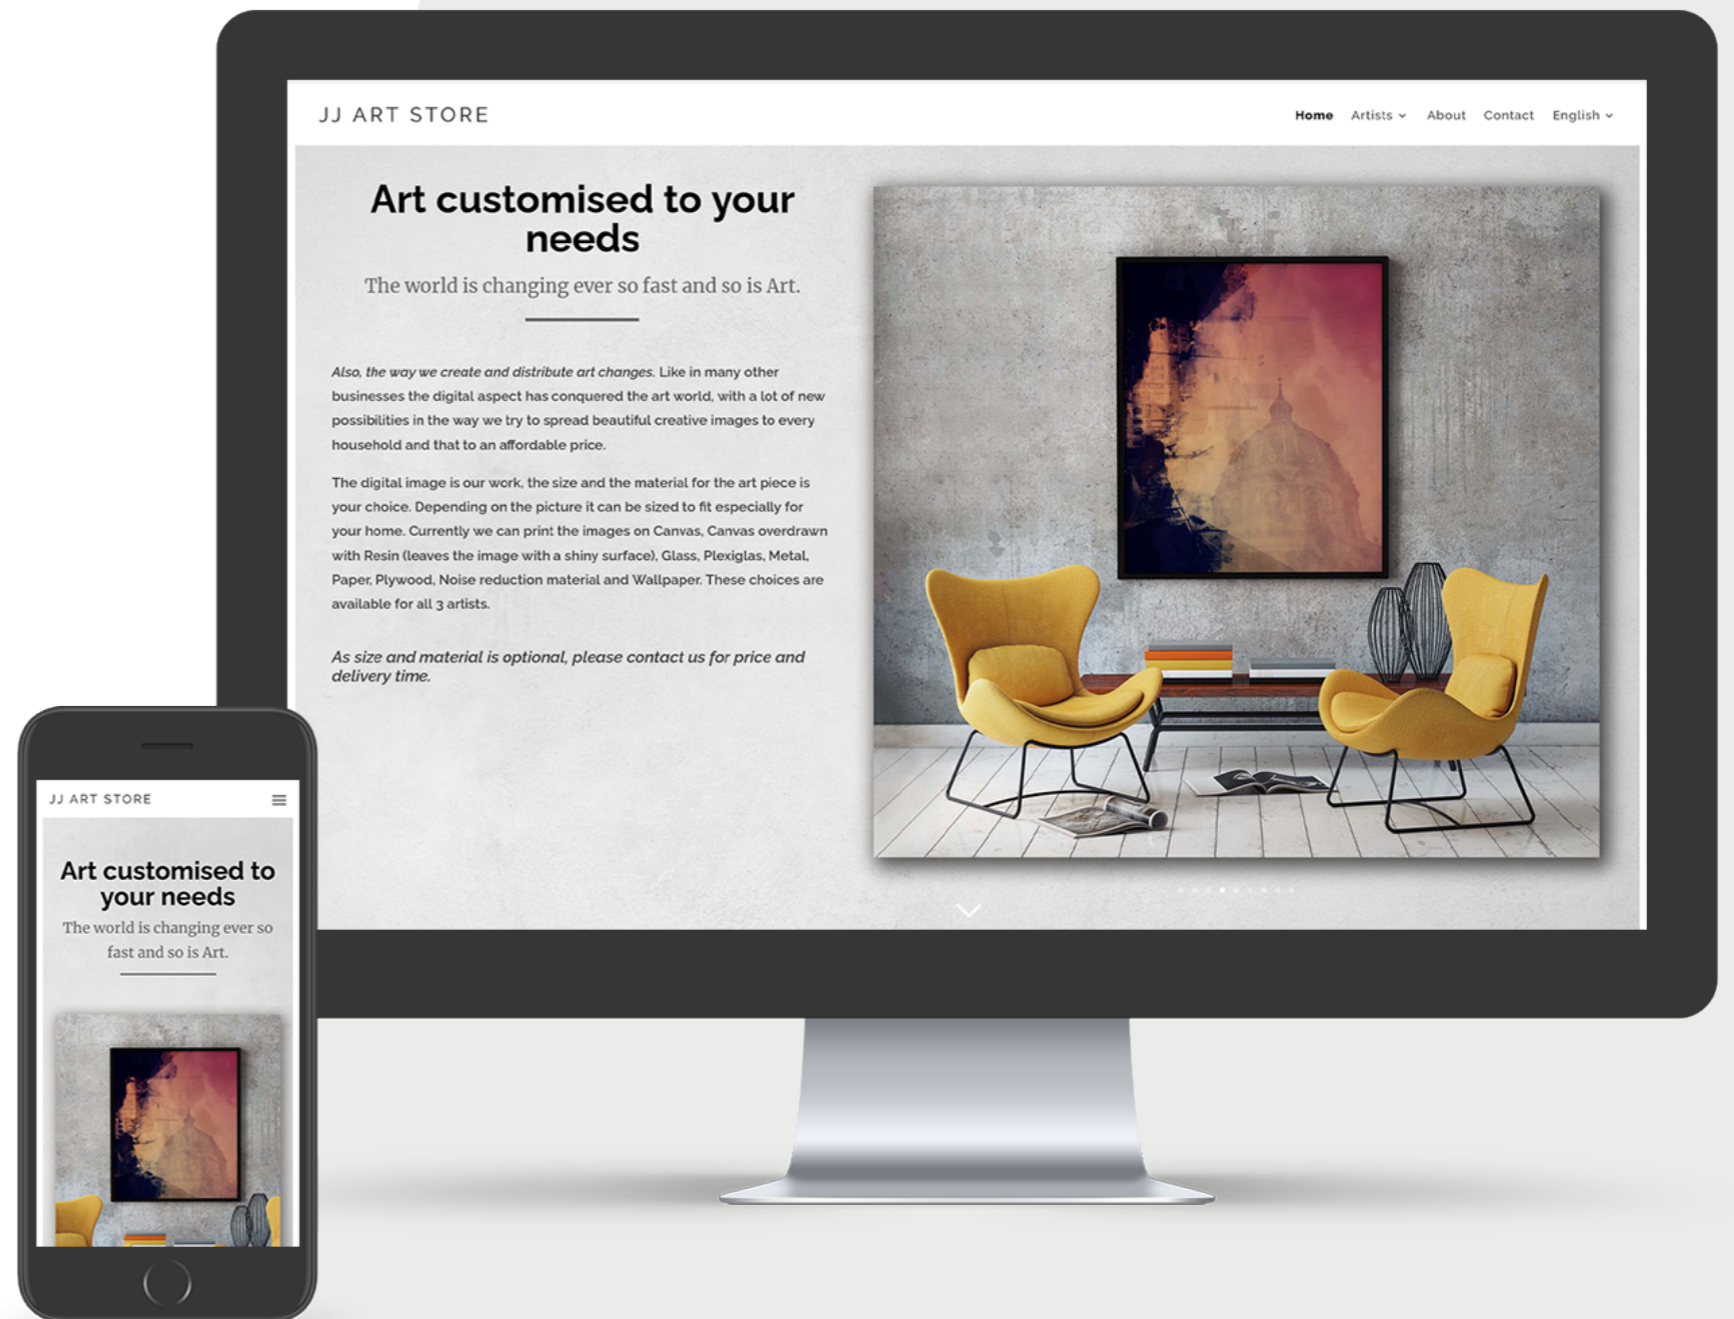 JJ ART STORE
Home Artists About Contact English
Art customised to your
needs
The world is changing ever so fast and so is Art.
Also, the way we create and distribute art changes. Like in many other
businesses the digital aspect has conquered the art world, with a lot of new
possibilities in the way we try to spread beautiful creative images to every
household and that to an affordable price.
The digital image is our work, the size and the material for the art piece is
your choice. Depending on the picture it can be sized to fit especially for
your home. Currently we can print the images on Canvas, Canvas overdrawn
with Resin (leaves the image with a shiny surface), Glass, Plexiglas, Metal,
Paper, Plywood, Noise reduction material and Wallpaper. These choices are
available for all 3 artists.
As size and material is optional, please contact us for price and
delivery time.
JJ ART STORE
Art customised to
your needs
The world is changing ever so
fast and so is Art.